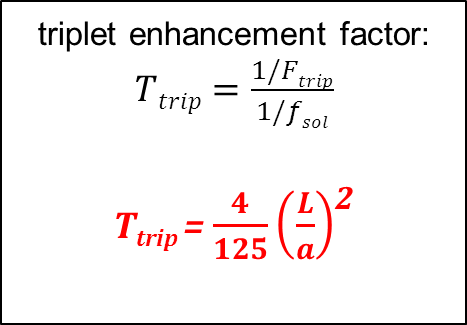 triplet enhancement factor:
T_trip = (1/F_trip)/(1/f_sol)
T_trip = 4/125 (L/a)^2